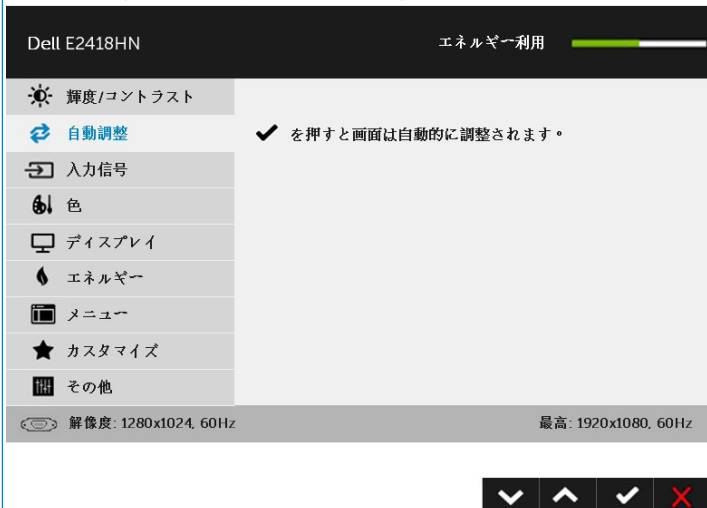 Dell E2418HN
エネルギー利用
輝度/コントラスト
自動調整
を押すと画面は自動的に調整されます。
入力信号
色
ディスプレイ
エネルギー
メニュー
カスタマイズ
その他
解像度: 1280x1024, 60Hz
最高: 1920x1080, 60Hz